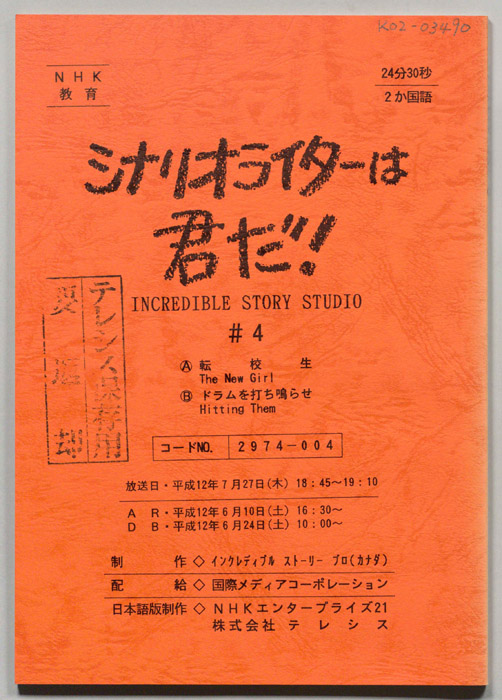 K02-03490
NHK
教育
24分30秒
2か国語
シナリオライターは
君だ!
INCREDIBLE STORY STUDIO
#4
テレシス保存用
要返却
Ⓐ 転校生
The New Girl
Ⓑ ドラムを打ち鳴らせ
Hitting Them
コードNO. 2974-004
放送日・平成12年7月27日(木) 18:45～19:10
AR・平成12年6月10日(土) 16:30～
DB・平成12年6月24日(土) 10:00～
制作◇インクレディブル ストーリー プロ(カナダ)
配給◇国際メディアコーポレーション
日本語版制作◇NHKエンタープライズ21
株式会社テレシス